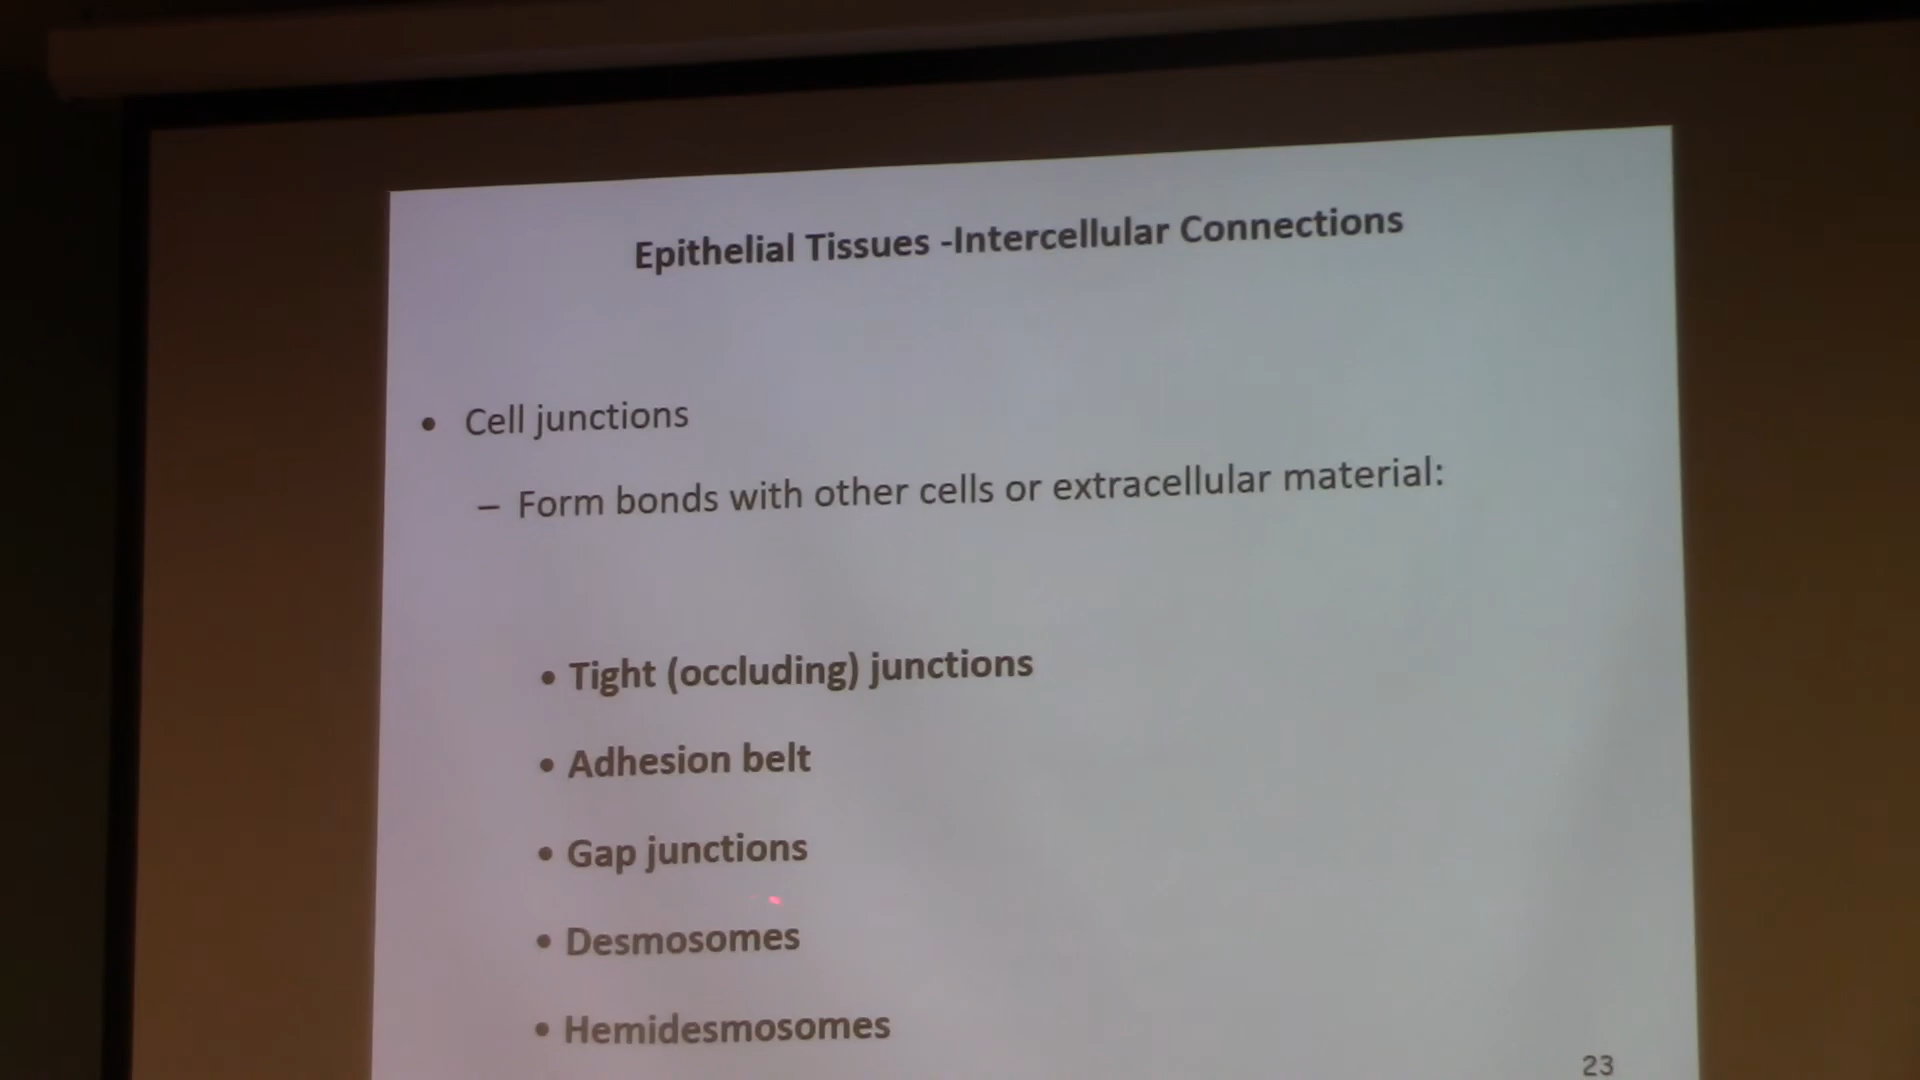 Epithelial Tissues -Intercellular Connections
• Cell junctions
– Form bonds with other cells or extracellular material:
• Tight (occluding) junctions
• Adhesion belt
• Gap junctions
• Desmosomes
• Hemidesmosomes
23